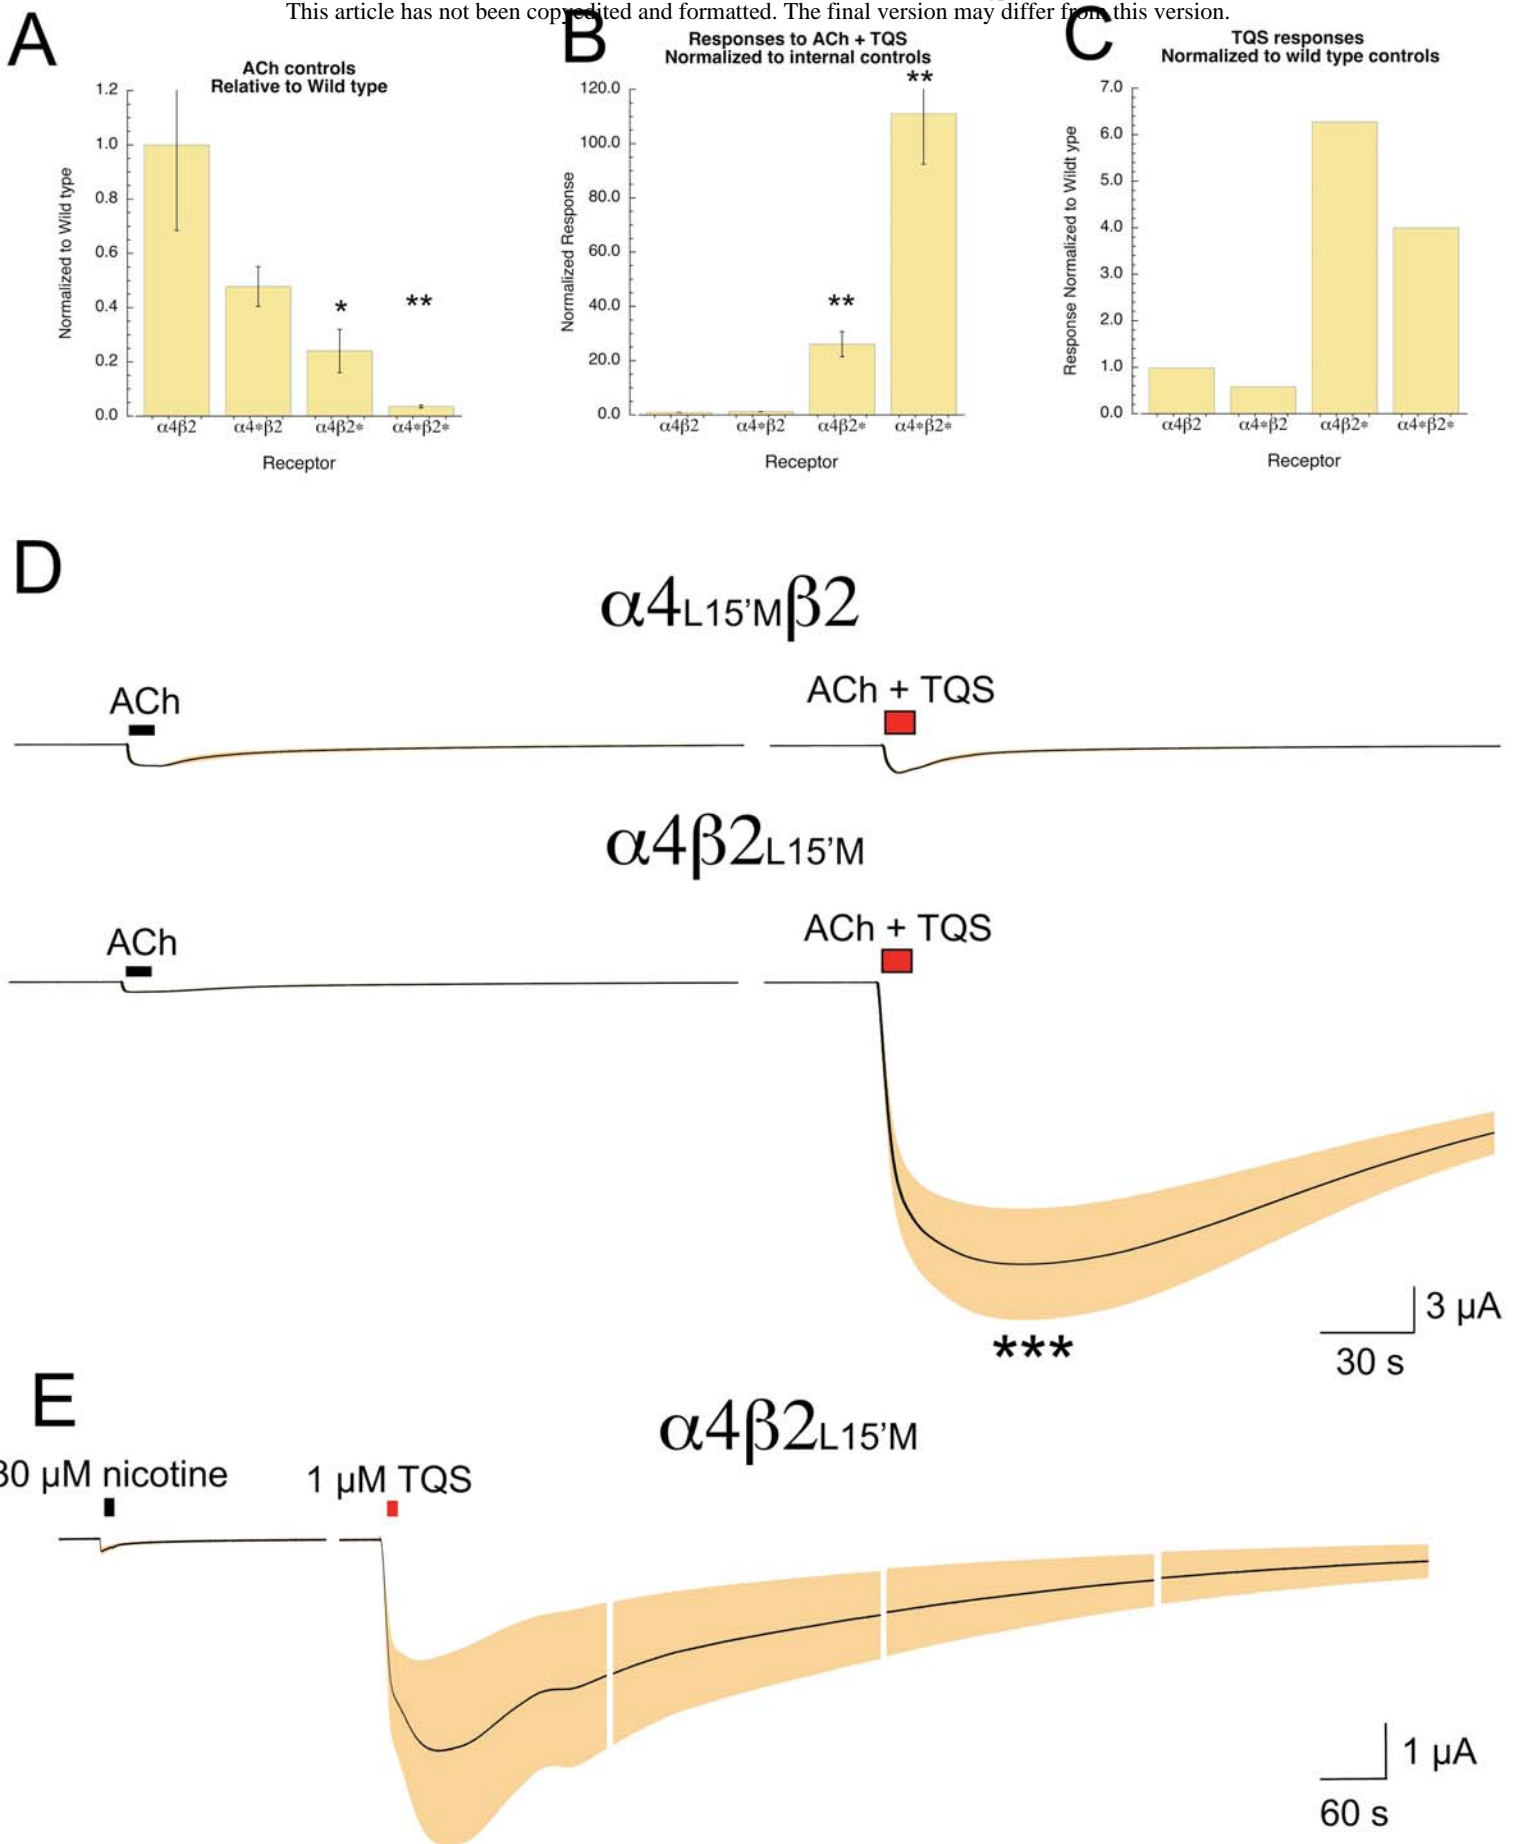 This article has not been copyedited and formatted. The final version may differ from this version.
A
ACh controls
Relative to Wild type
Normalized to Wild type
1.2
1.0
0.8
0.6
0.4
0.2
0.0
*
**
α4β2 α4*β2 α4β2* α4*β2*
Receptor
B
Responses to ACh + TQS
Normalized to internal controls
Normalized Response
120.0
100.0
80.0
60.0
40.0
20.0
0.0
**
**
α4β2 α4*β2 α4β2* α4*β2*
Receptor
C
TQS responses
Normalized to wild type controls
Response Normalized to Wildt ype
7.0
6.0
5.0
4.0
3.0
2.0
1.0
0.0
α4β2 α4*β2 α4β2* α4*β2*
Receptor
D
α4L15'Mβ2
ACh
ACh + TQS
α4β2L15'M
ACh
ACh + TQS
***
3 µA
30 s
E
α4β2L15'M
30 µM nicotine
1 µM TQS
1 µA
60 s